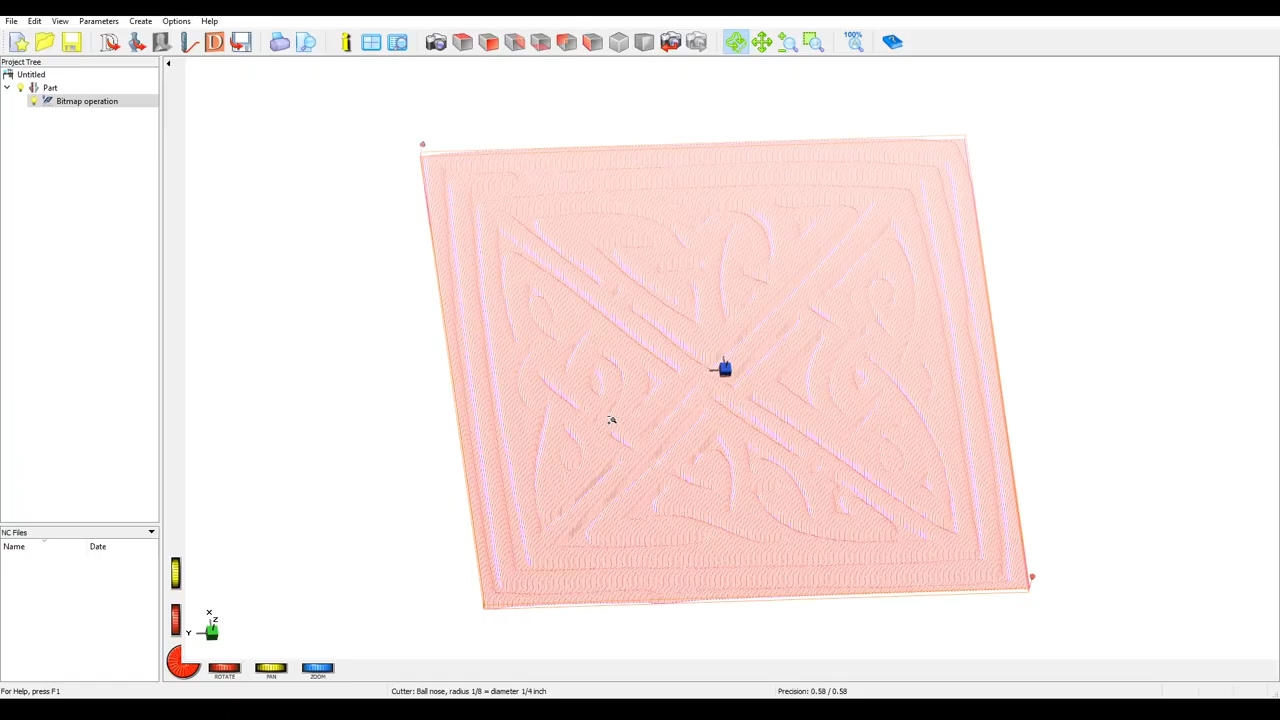 File Edit View Parameters Create Options Help
100%
Project Tree
Untitled
Part
Bitmap operation
NC Files
Name Date
X
Z
Y
ROTATE PAN ZOOM
For Help, press F1 Cutter: Ball nose, radius 1/8 = diameter 1/4 inch Precision: 0.58 / 0.58